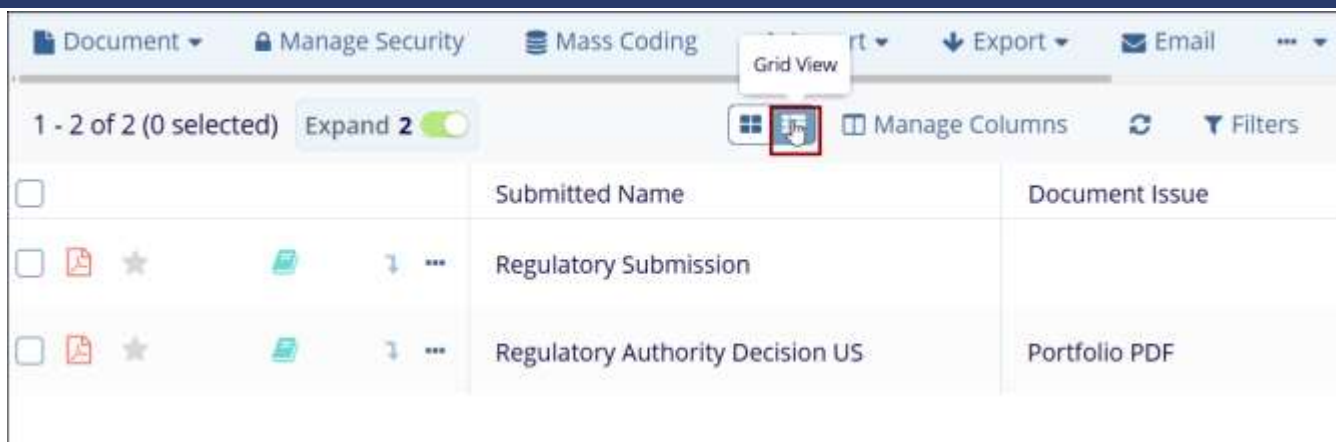 Document Manage Security Mass Coding rt Export Email
Grid View
1 - 2 of 2 (0 selected) Expand 2 Manage Columns Filters
Submitted Name Document Issue
Regulatory Submission
Regulatory Authority Decision US Portfolio PDF